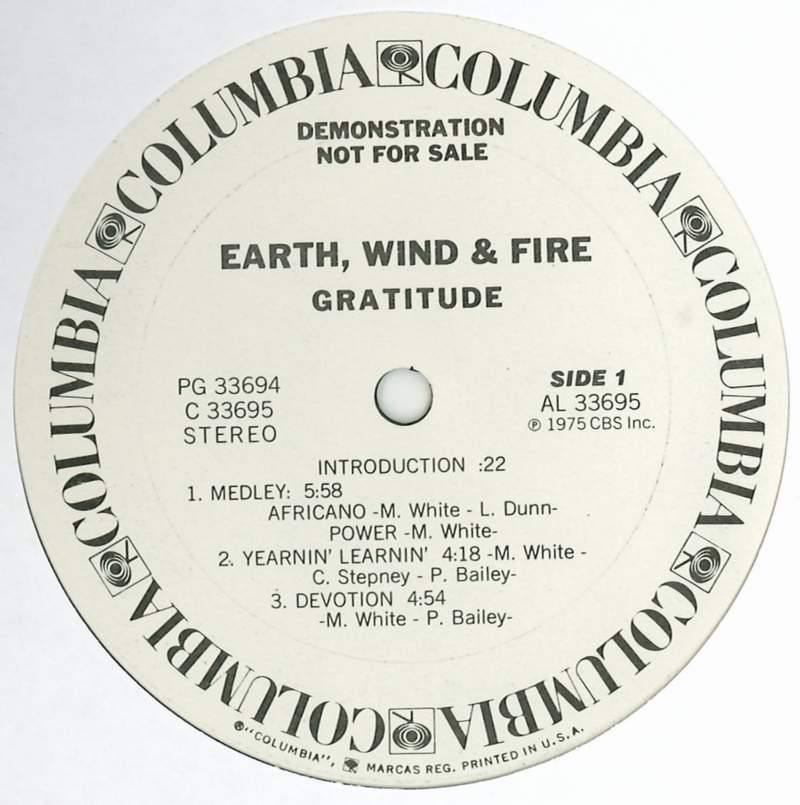 COLUMBIA COLUMBIA COLUMBIA COLUMBIA COLUMBIA COLUMBIA COLUMBIA COLUMBIA
DEMONSTRATION
NOT FOR SALE
EARTH, WIND & FIRE
GRATITUDE
PG 33694
C 33695
STEREO
SIDE 1
AL 33695
℗ 1975 CBS Inc.
INTRODUCTION :22
1. MEDLEY: 5:58
AFRICANO -M. White - L. Dunn-
POWER -M. White-
2. YEARNIN' LEARNIN' 4:18 -M. White -
C. Stepney - P. Bailey-
3. DEVOTION 4:54
-M. White - P. Bailey-
®"COLUMBIA", MARCAS REG. PRINTED IN U.S.A.